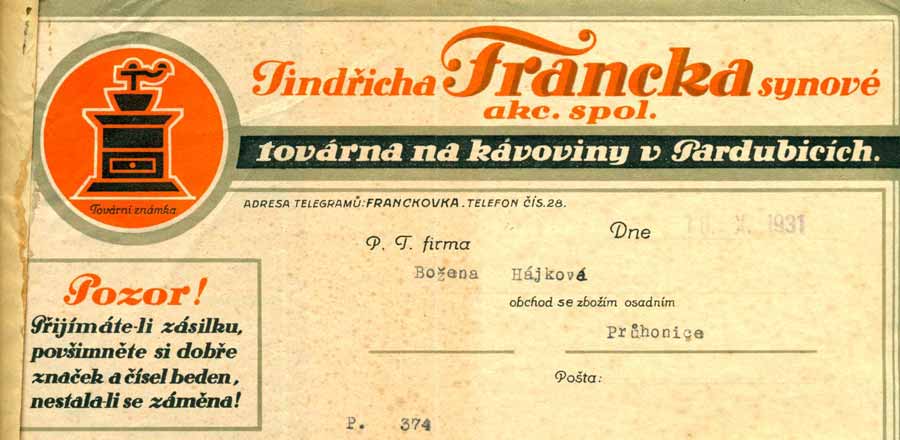 Jindřicha Francka synové
akc. spol.
továrna na kávoviny v Pardubicích.
Tovární známka
ADRESA TELEGRAMŮ: FRANCKOVKA. TELEFON ČÍS. 28.
Dne X. 1931
P. T. firma
Božena Hájková
obchod se zbožím osadním
Průhonice
Pošta:
Pozor!
Přijímáte-li zásilku,
povšimněte si dobře
značek a čísel beden,
nestala-li se záměna!
P. 374